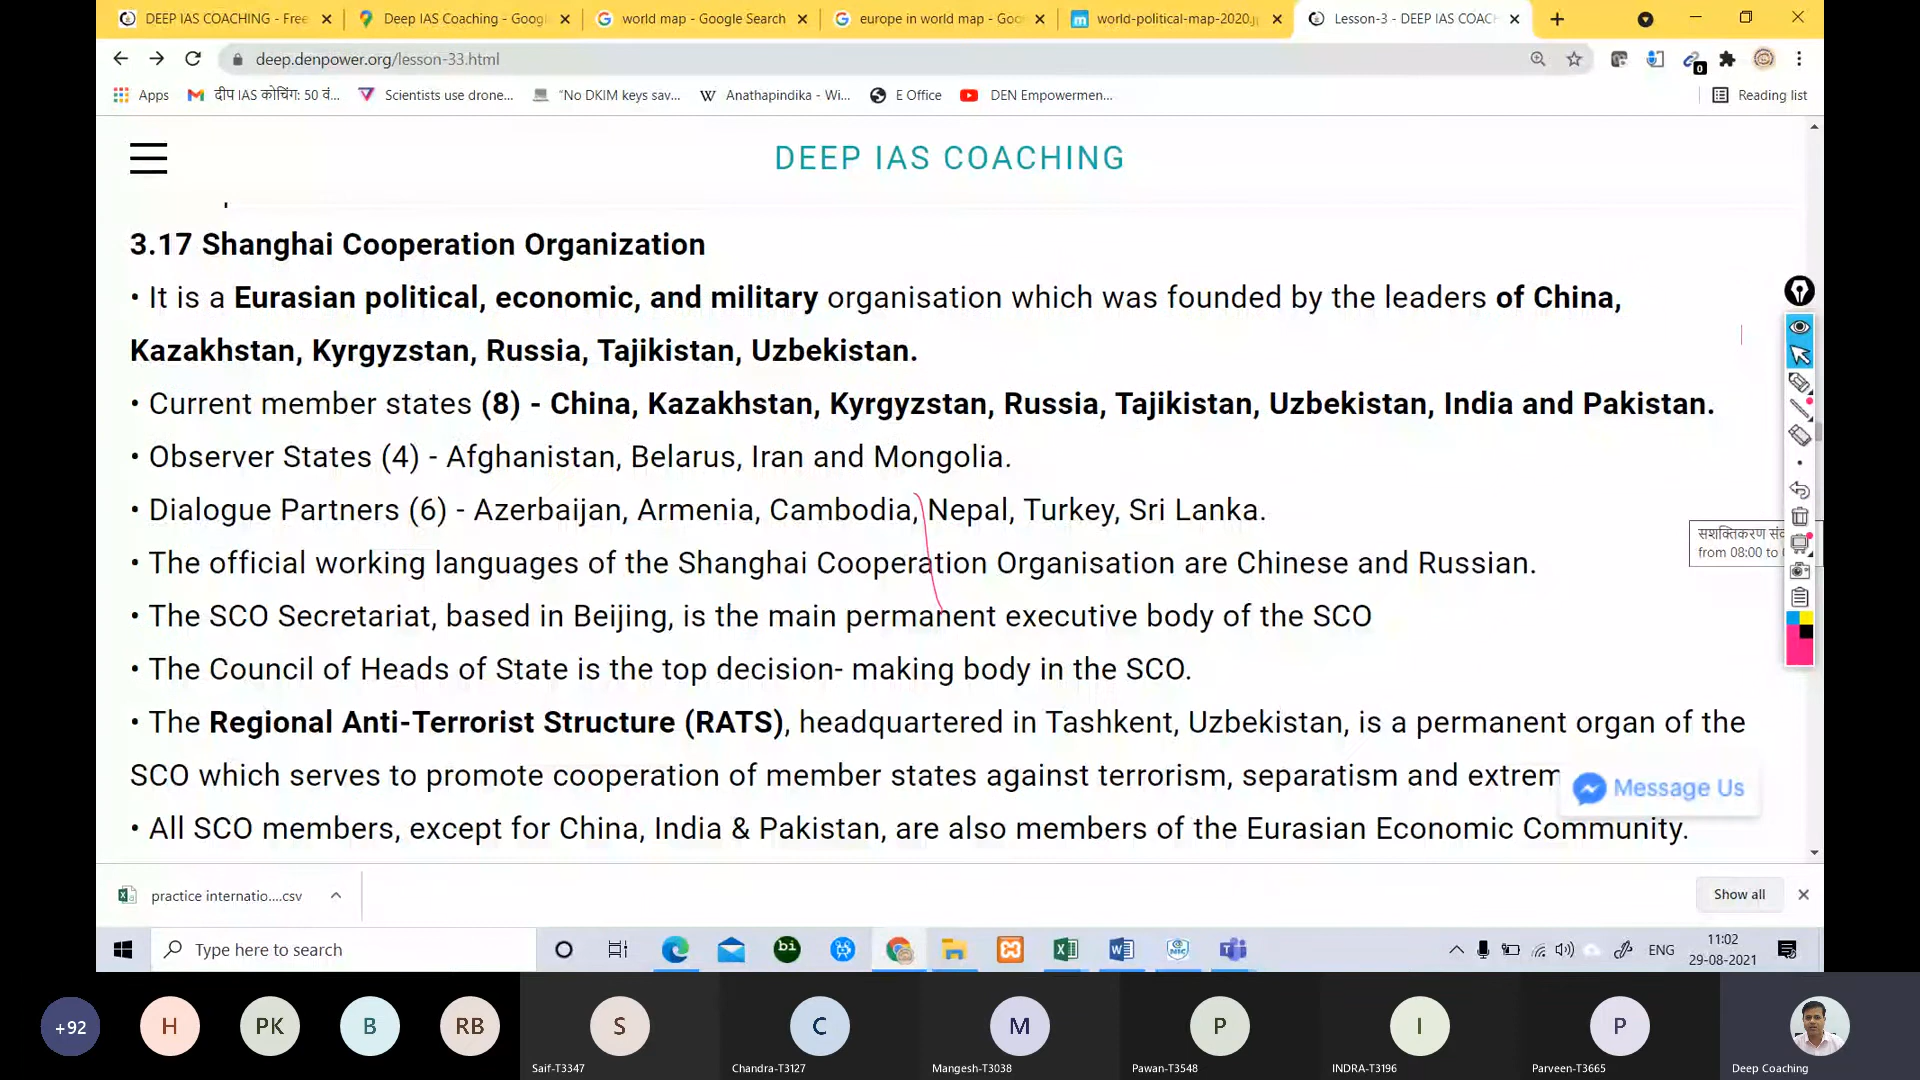 DEEP IAS COACHING - Free
Deep IAS Coaching - Googl
world map - Google Search
europe in world map - Goo
world-political-map-2020.j
Lesson-3 - DEEP IAS COAC
deep.denpower.org/lesson-33.html
Apps
दीप IAS कोचिंग: 50 वं...
Scientists use drone...
"No DKIM keys sav...
Anathapindika - Wi...
E Office
DEN Empowermen...
Reading list
DEEP IAS COACHING
3.17 Shanghai Cooperation Organization
• It is a Eurasian political, economic, and military organisation which was founded by the leaders of China,
Kazakhstan, Kyrgyzstan, Russia, Tajikistan, Uzbekistan.
• Current member states (8) - China, Kazakhstan, Kyrgyzstan, Russia, Tajikistan, Uzbekistan, India and Pakistan.
• Observer States (4) - Afghanistan, Belarus, Iran and Mongolia.
• Dialogue Partners (6) - Azerbaijan, Armenia, Cambodia, Nepal, Turkey, Sri Lanka.
सशक्तिकरण सं
from 08:00 to
• The official working languages of the Shanghai Cooperation Organisation are Chinese and Russian.
• The SCO Secretariat, based in Beijing, is the main permanent executive body of the SCO
• The Council of Heads of State is the top decision- making body in the SCO.
• The Regional Anti-Terrorist Structure (RATS), headquartered in Tashkent, Uzbekistan, is a permanent organ of the
SCO which serves to promote cooperation of member states against terrorism, separatism and extrem
Message Us
• All SCO members, except for China, India & Pakistan, are also members of the Eurasian Economic Community.
practice internatio....csv
Show all
Type here to search
bi
ENG
11:02
29-08-2021
+92
H
PK
B
RB
S
C
M
P
I
P
Saif-T3347
Chandra-T3127
Mangesh-T3038
Pawan-T3548
INDRA-T3196
Parveen-T3665
Deep Coaching